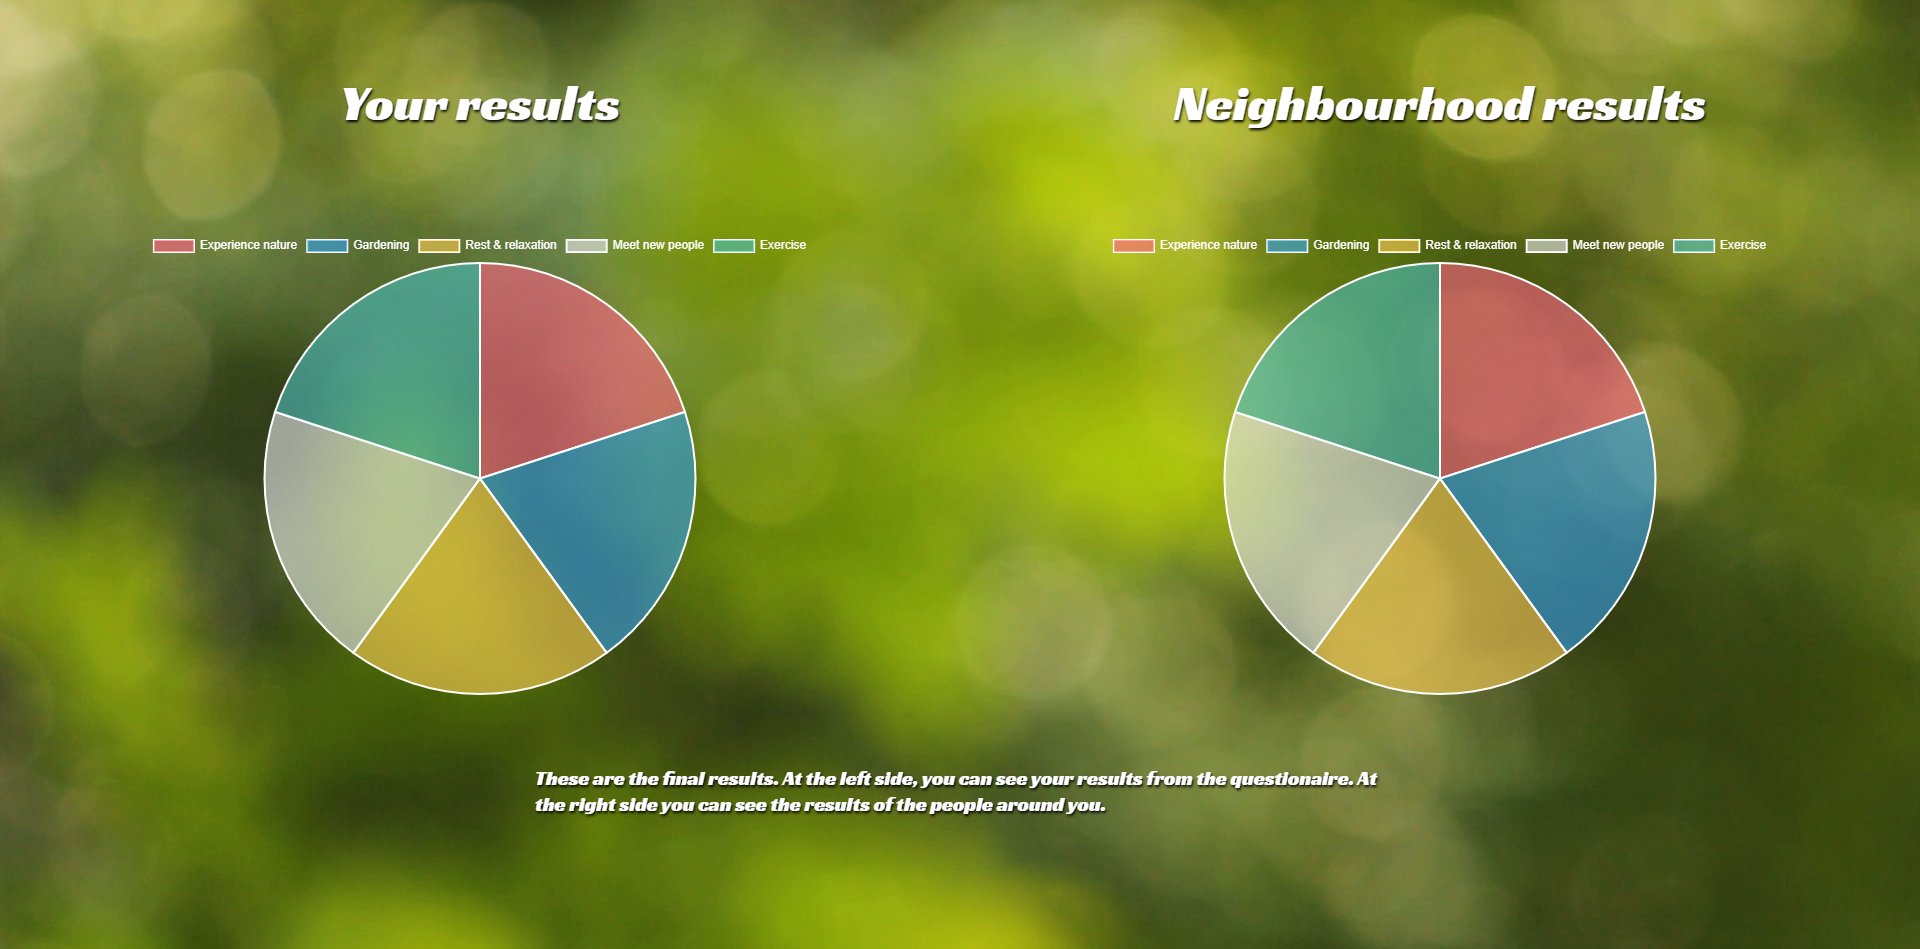 Your results
Experience nature Gardening Rest & relaxation Meet new people Exercise
Neighbourhood results
Experience nature Gardening Rest & relaxation Meet new people Exercise
These are the final results. At the left side, you can see your results from the questionaire. At
the right side you can see the results of the people around you.